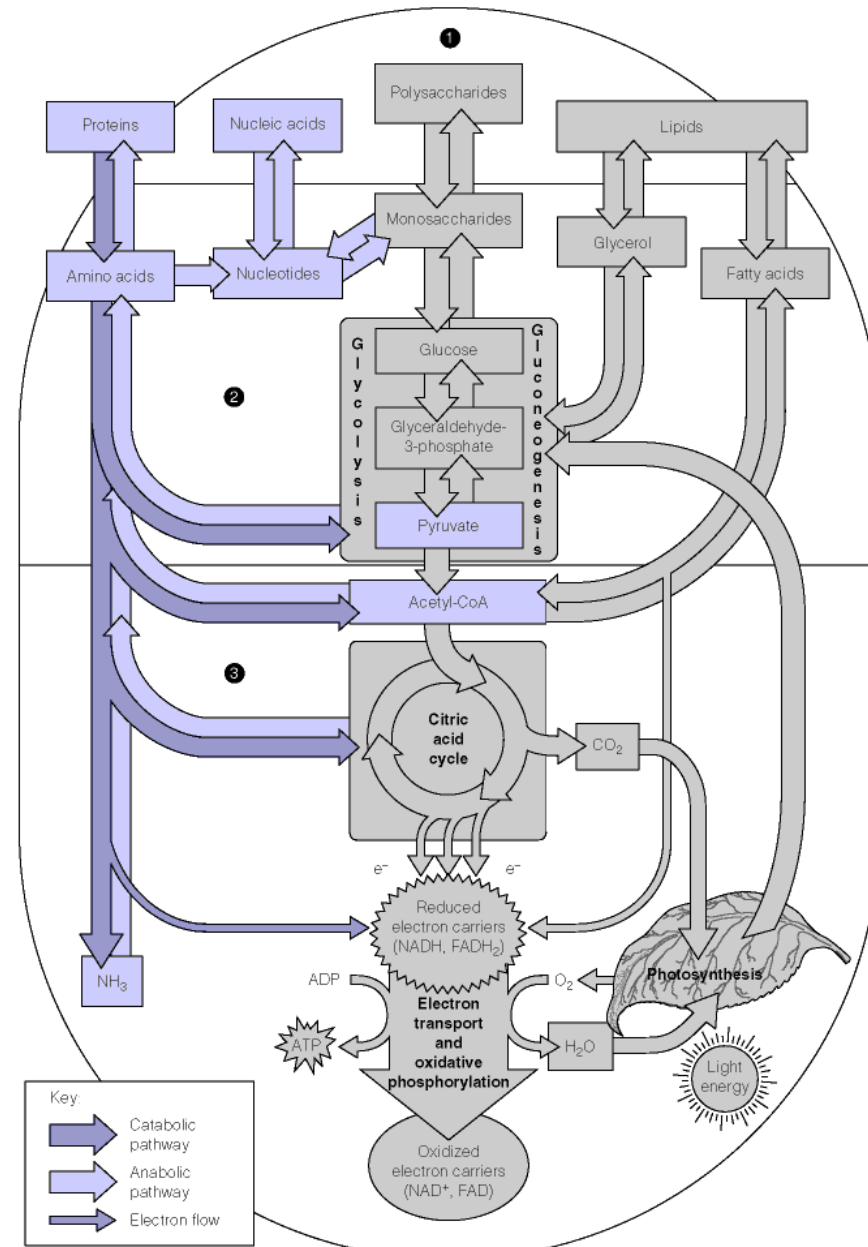 1
Polysaccharides
Proteins
Nucleic acids
Lipids
Monosaccharides
Glycerol
Amino acids
Nucleotides
Fatty acids
Glycolysis
Glucose
Gluconeogenesis
2
Glyceraldehyde-
3-phosphate
Pyruvate
Acetyl-CoA
3
Citric
acid
cycle
CO₂
e⁻
e⁻
Reduced
electron carriers
(NADH, FADH₂)
NH₃
ADP
O₂
Photosynthesis
Electron
transport
and
oxidative
phosphorylation
ATP
H₂O
Light
energy
Key:
Catabolic
pathway
Anabolic
pathway
Electron flow
Oxidized
electron carriers
(NAD⁺, FAD)